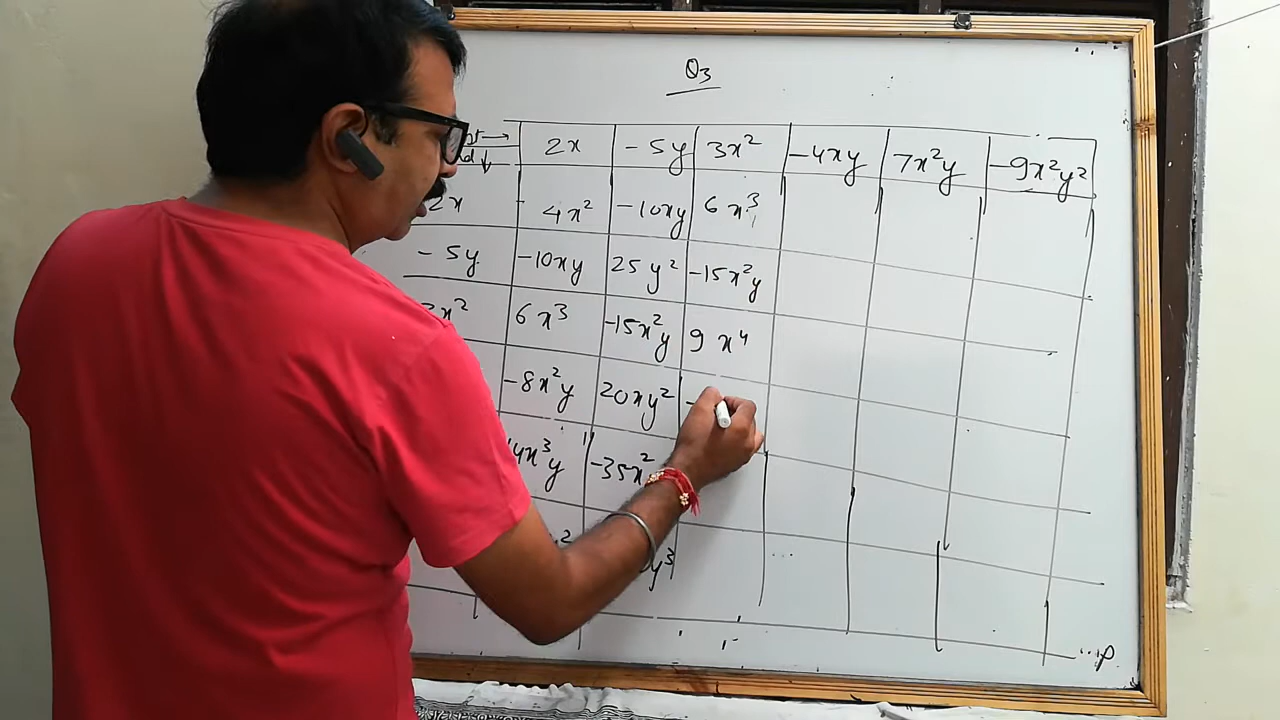 Q3
2x -5y 3x² -4xy 7x²y -9x²y²
2x 4x² -10xy 6x³
-5y -10xy 25y² -15x²y
6x³ -15x²y 9x⁴
-8x²y 20xy²
-35x²